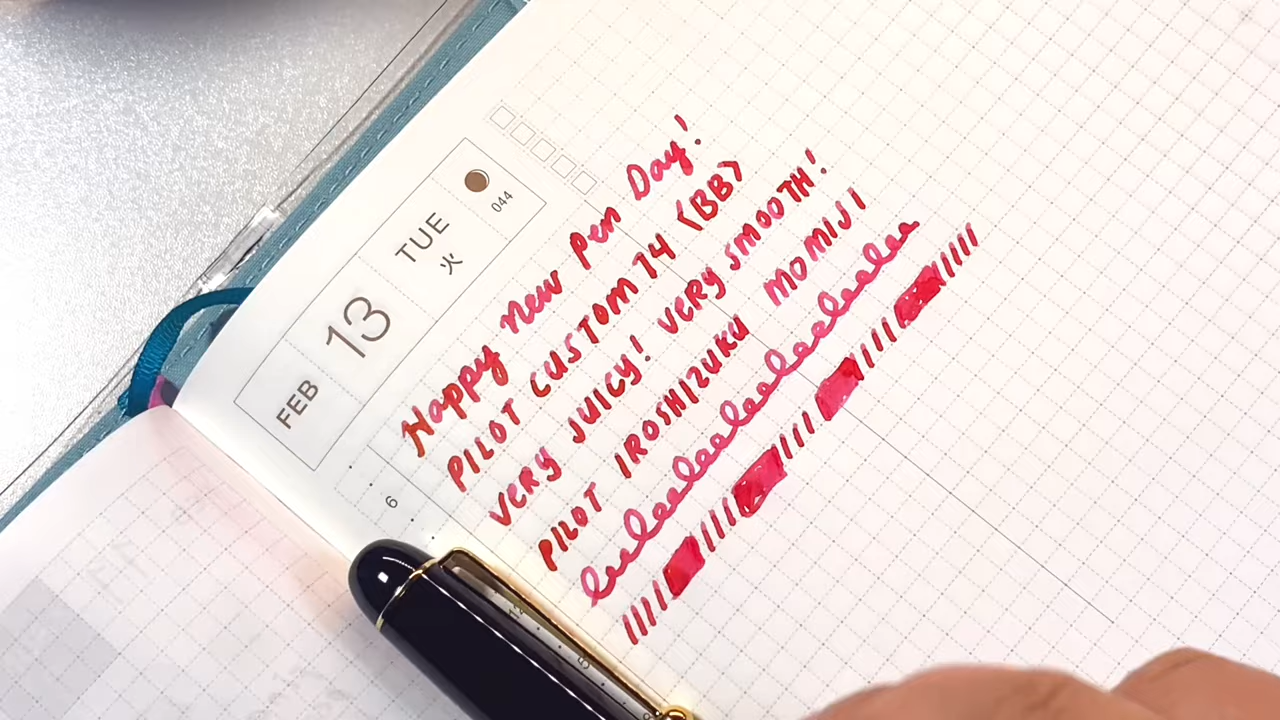 FEB 13 TUE
火
044
Happy new Pen Day!
PILOT CUSTOM 74 (BB)
VERY JUICY! VERY SMOOTH!
PILOT IROSHIZUKU MOMIJI
6